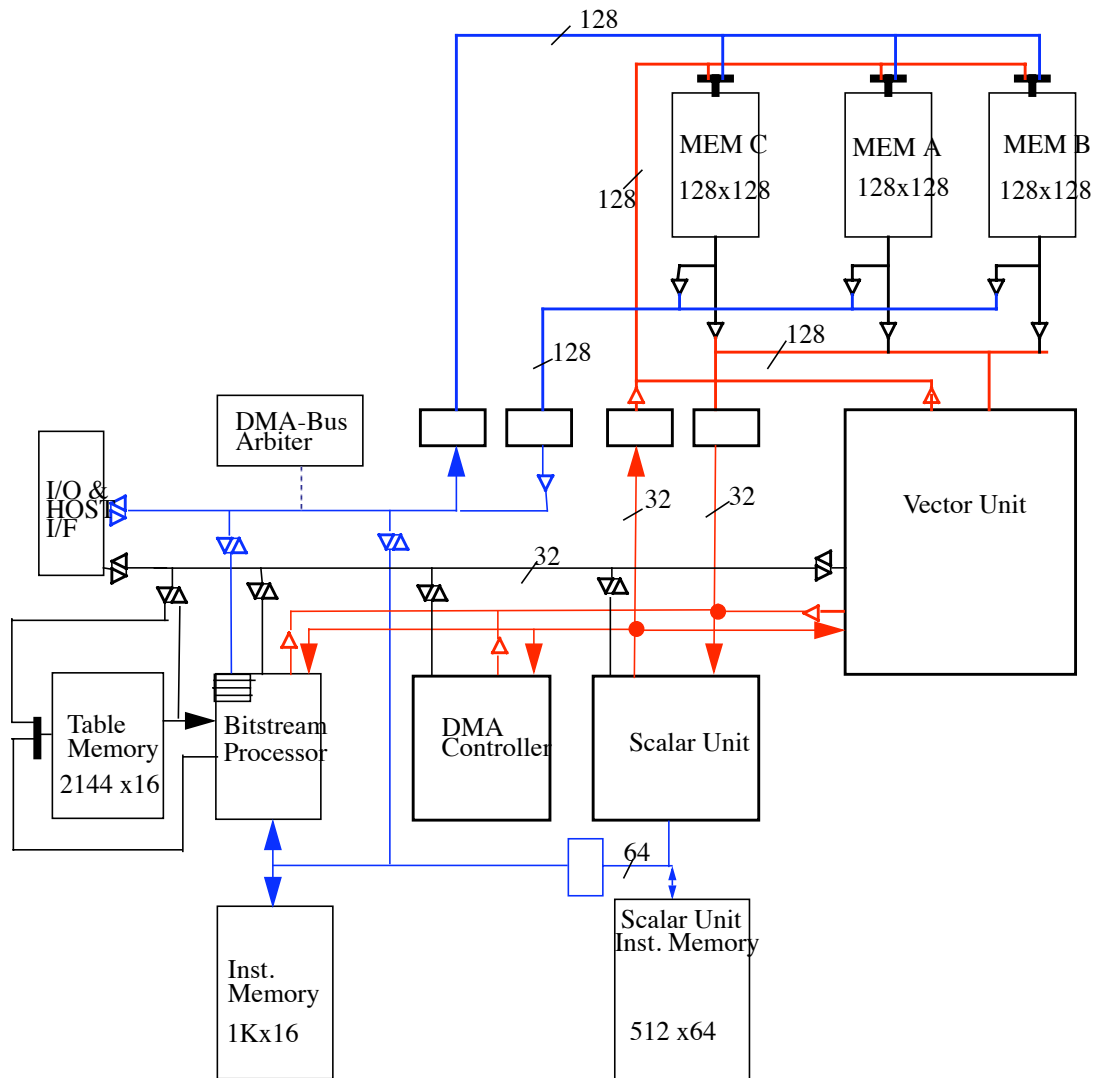 128
MEM C
128x128
MEM A
128x128
MEM B
128x128
128
128
128
DMA-Bus
Arbiter
I/O &
HOST
I/F
32
32
Vector Unit
32
Table
Memory
2144 x16
Bitstream
Processor
DMA
Controller
Scalar Unit
64
Inst.
Memory
1Kx16
Scalar Unit
Inst. Memory
512 x64